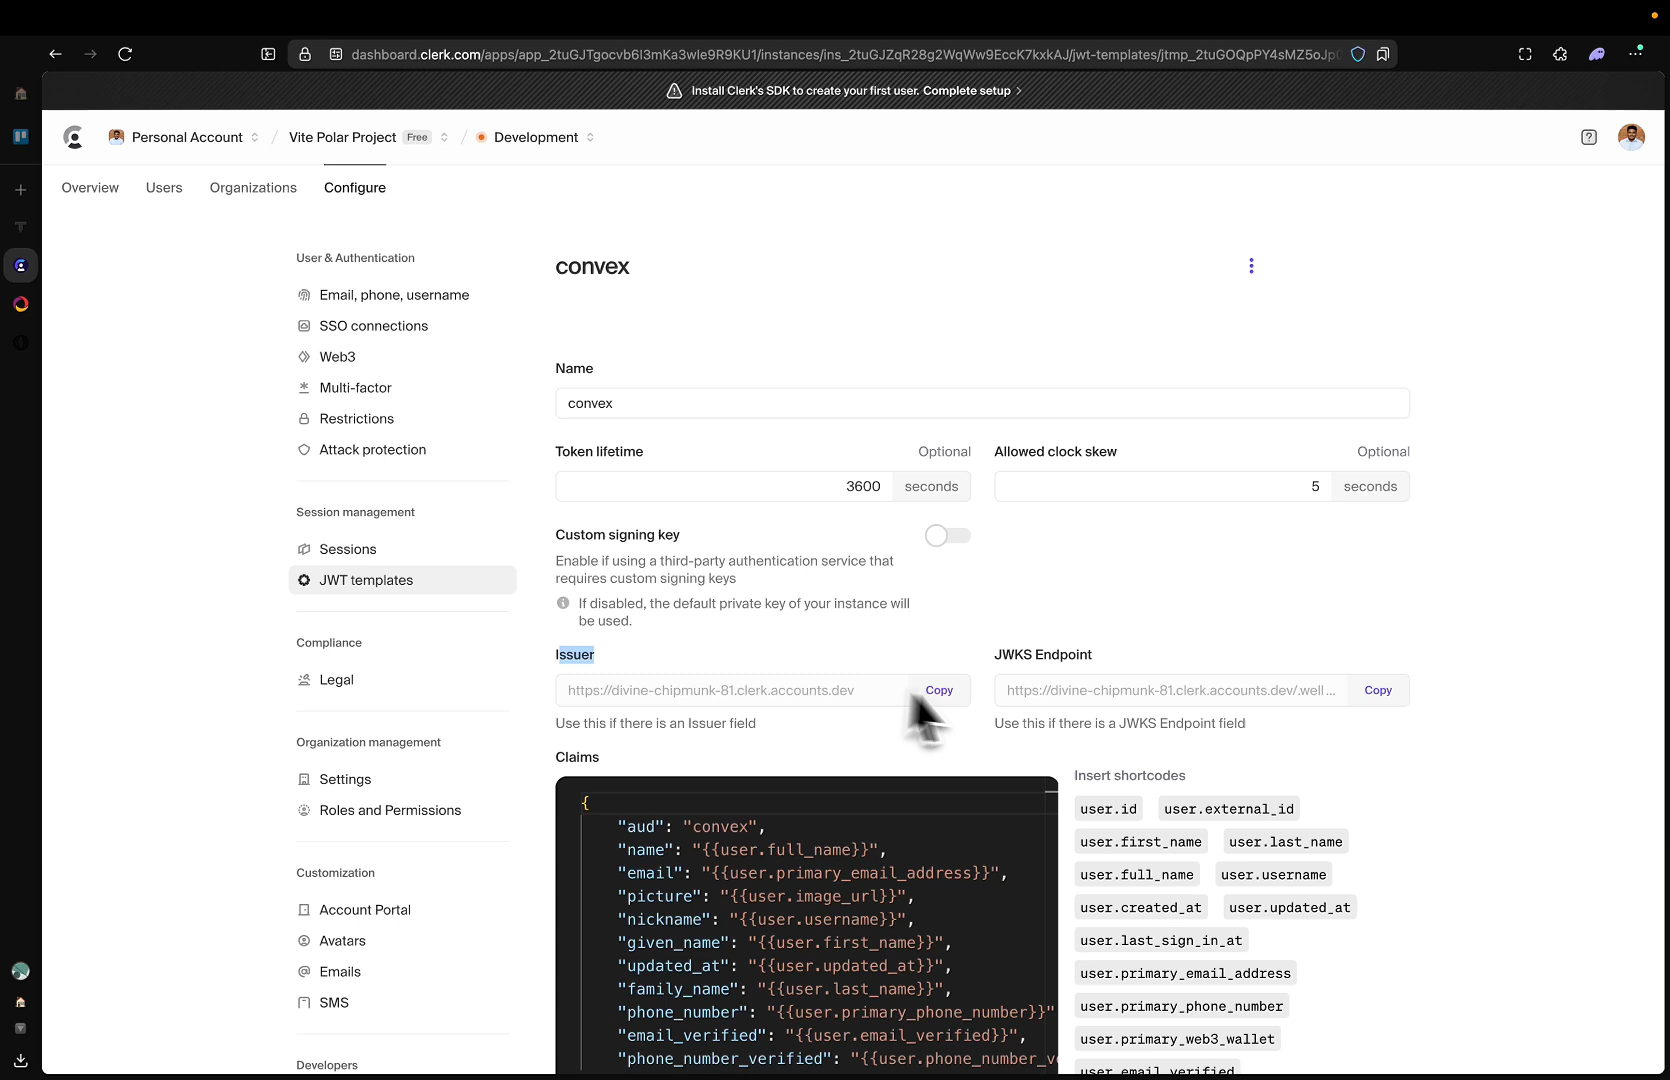 dashboard.clerk.com/apps/app_2tuGJTgocvb6I3mKa3wle9R9KU1/instances/ins_2tuGJZqR28g2WqWw9EccK7kxkAJ/jwt-templates/jtmp_2tuGOQpPY4sMZ5oJp
Install Clerk's SDK to create your first user. Complete setup
Personal Account / Vite Polar Project Free / Development
Overview Users Organizations Configure
User & Authentication
Email, phone, username
SSO connections
Web3
Multi-factor
Restrictions
Attack protection
Session management
Sessions
JWT templates
Compliance
Legal
Organization management
Settings
Roles and Permissions
Customization
Account Portal
Avatars
Emails
SMS
Developers
convex
Name
convex
Token lifetime Optional
3600 seconds
Allowed clock skew Optional
5 seconds
Custom signing key
Enable if using a third-party authentication service that
requires custom signing keys
If disabled, the default private key of your instance will
be used.
Issuer
https://divine-chipmunk-81.clerk.accounts.dev Copy
Use this if there is an Issuer field
JWKS Endpoint
https://divine-chipmunk-81.clerk.accounts.dev/.well... Copy
Use this if there is a JWKS Endpoint field
Claims
{
"aud": "convex",
"name": "{{user.full_name}}",
"email": "{{user.primary_email_address}}",
"picture": "{{user.image_url}}",
"nickname": "{{user.username}}",
"given_name": "{{user.first_name}}",
"updated_at": "{{user.updated_at}}",
"family_name": "{{user.last_name}}",
"phone_number": "{{user.primary_phone_number}}"
"email_verified": "{{user.email_verified}}",
"phone_number_verified": "{{user.phone_number_ve
Insert shortcodes
user.id user.external_id
user.first_name user.last_name
user.full_name user.username
user.created_at user.updated_at
user.last_sign_in_at
user.primary_email_address
user.primary_phone_number
user.primary_web3_wallet
user.email_verified